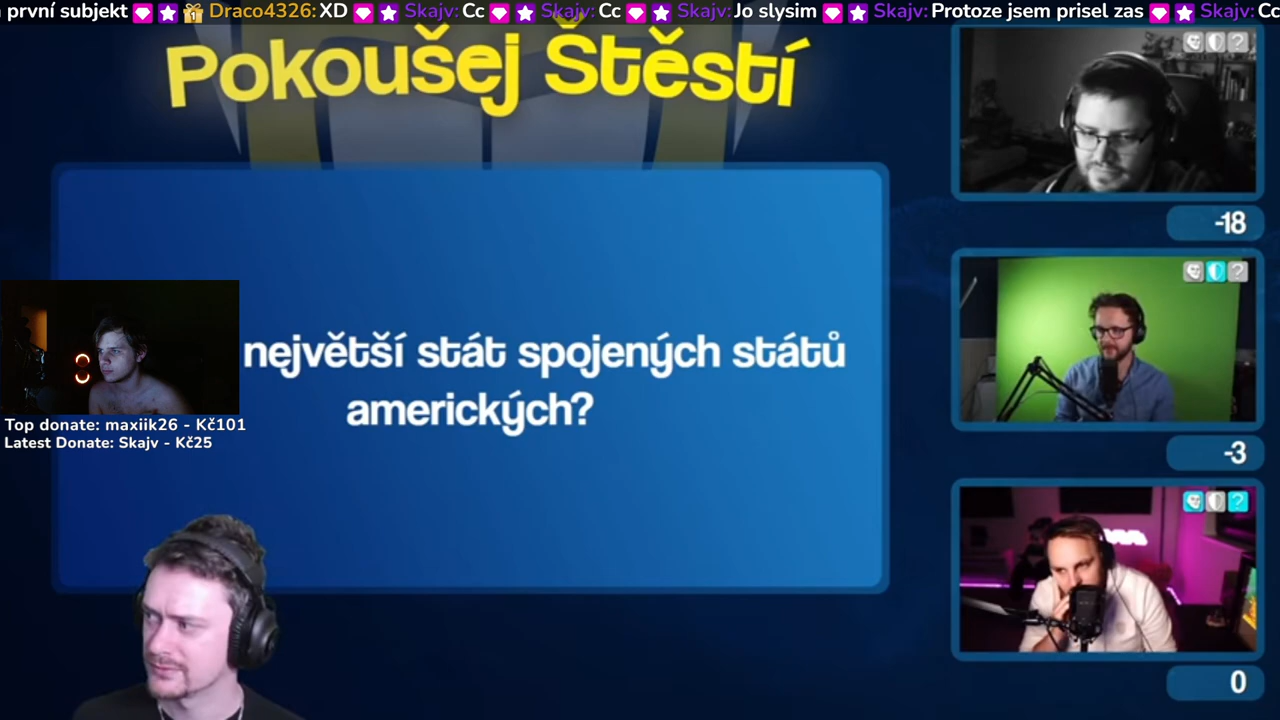 první subjekt Draco4326: XD Skajv: Cc Skajv: Cc Skajv: Jo slysim Skajv: Protoze jsem prisel zas Skajv: Cc
Pokoušej Štěstí
-18
největší stát spojených států
amerických?
Top donate: maxiik26 - Kč101
Latest Donate: Skajv - Kč25
-3
0